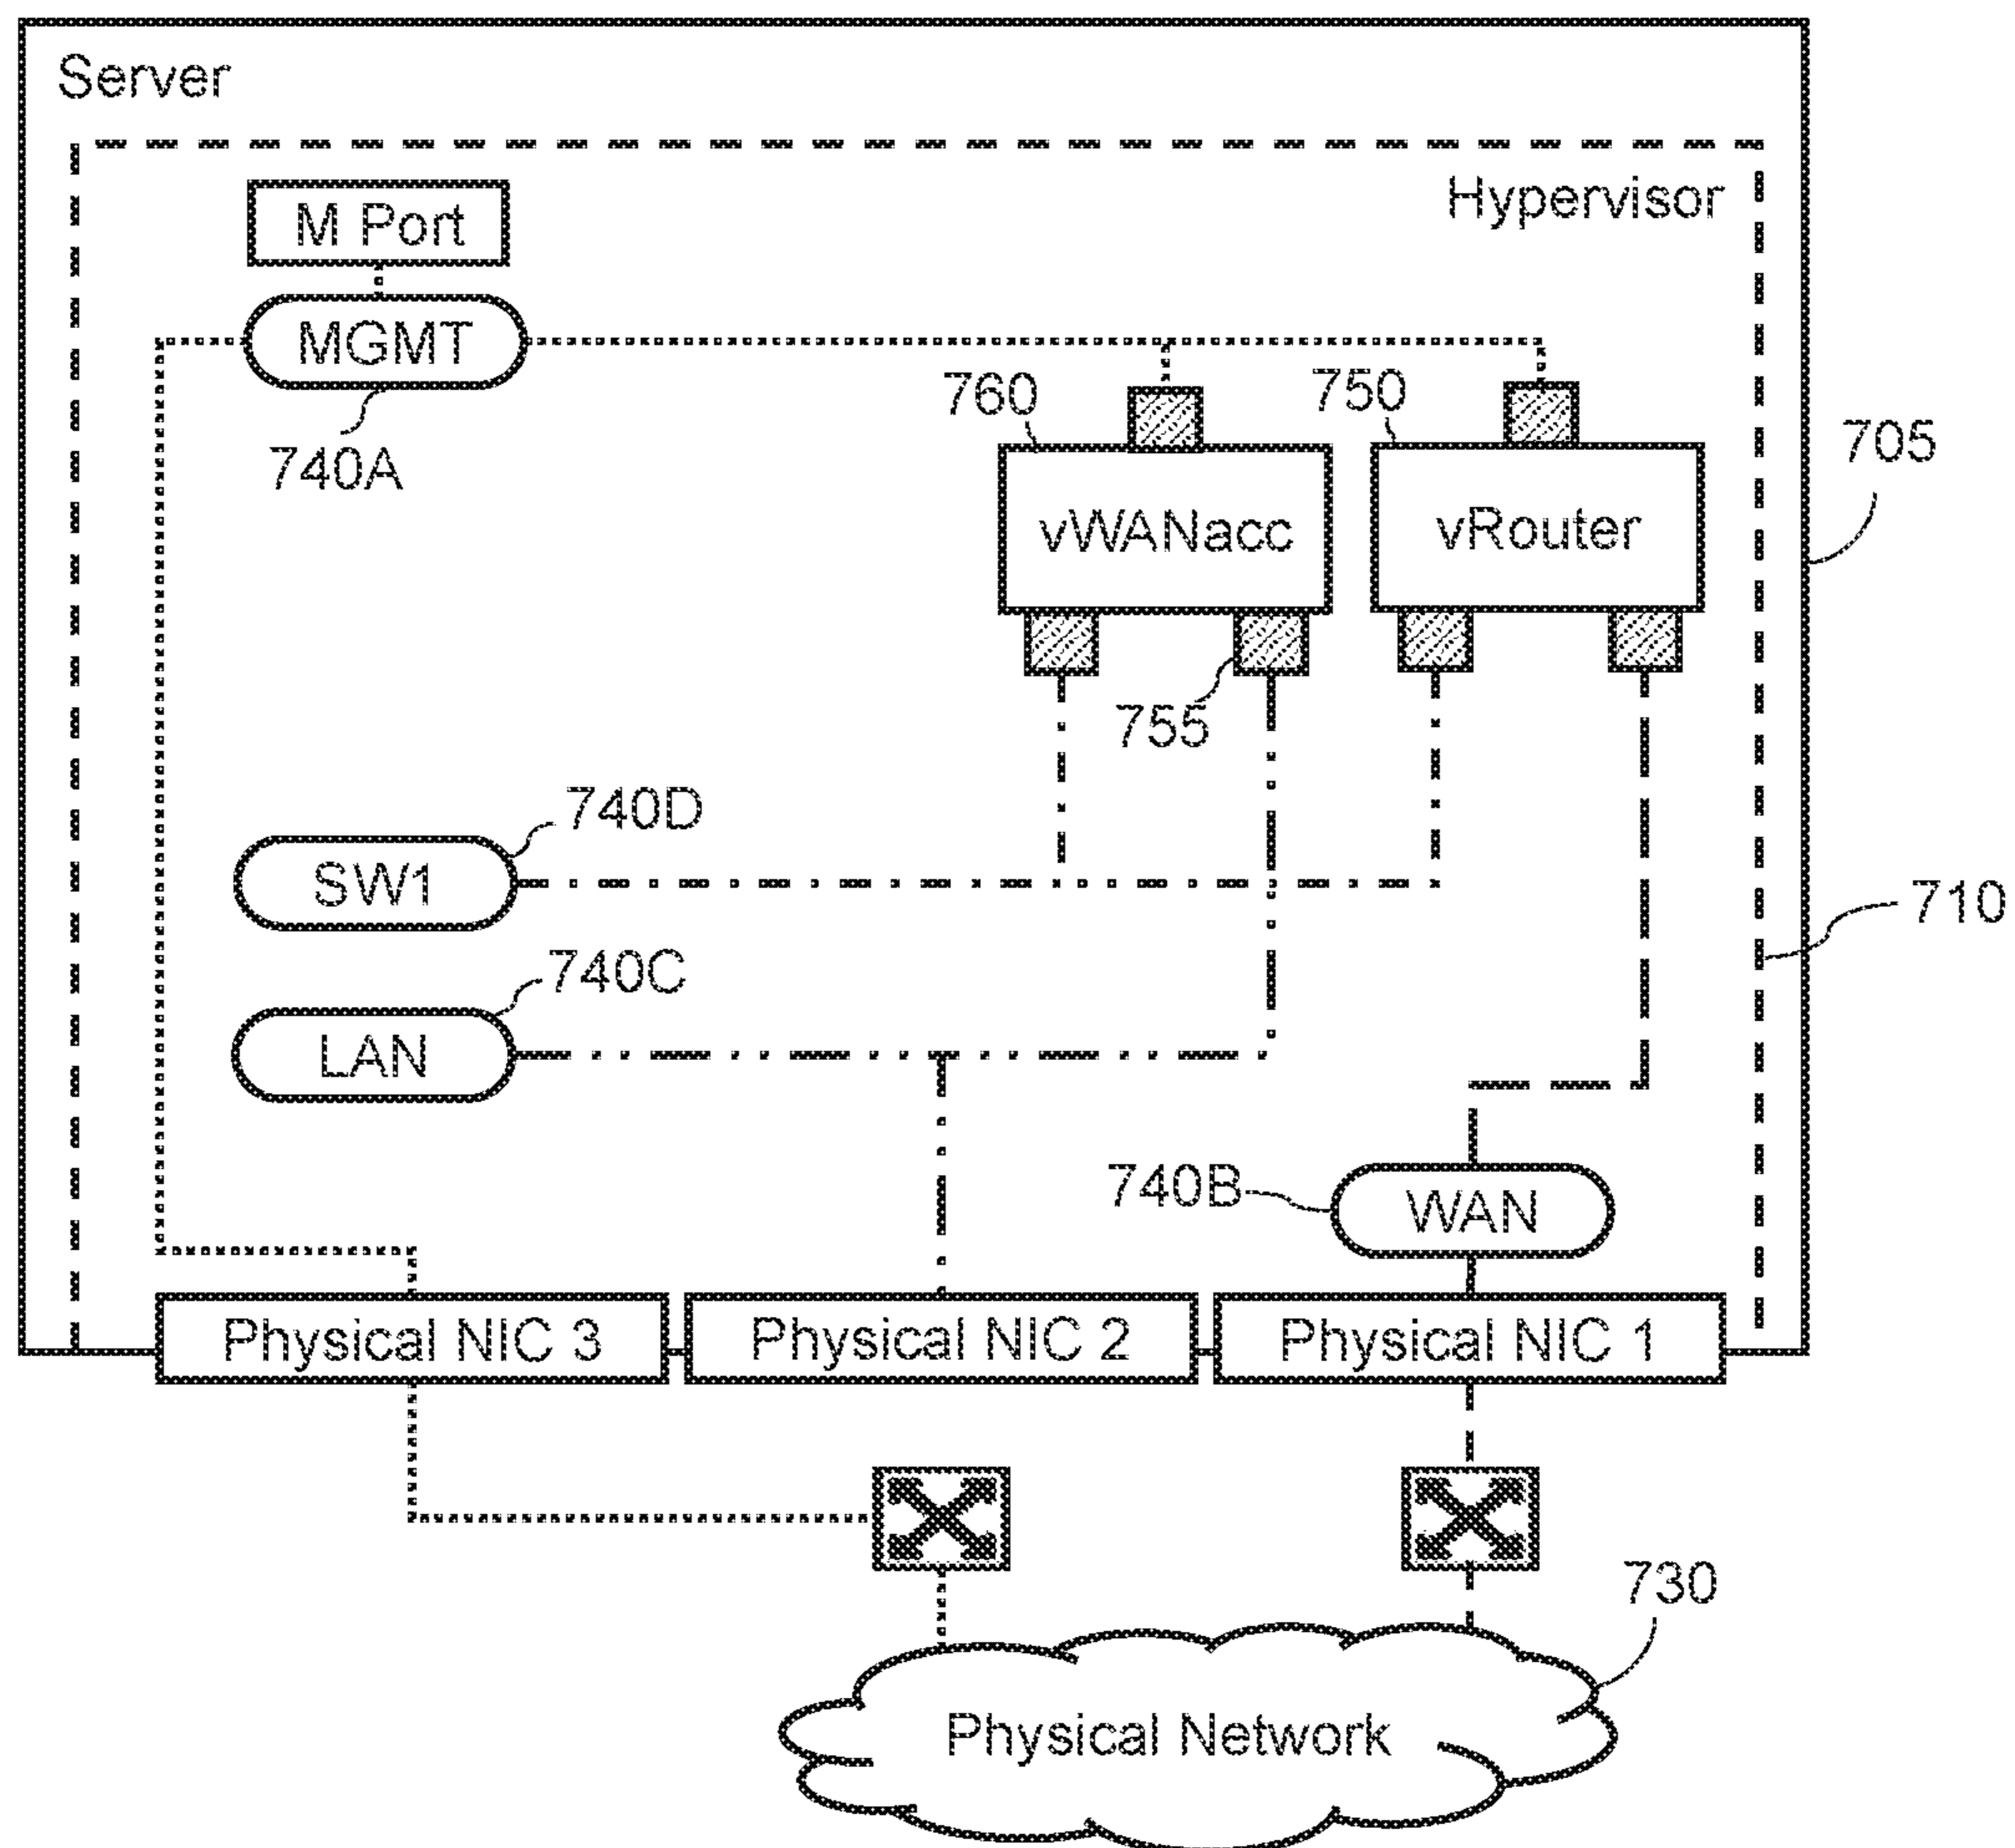 Server
Hypervisor
M Port
MGMT
740A
760
750
705
vWANacc
vRouter
755
740D
SW1
710
740C
LAN
740B
WAN
Physical NIC 3
Physical NIC 2
Physical NIC 1
730
Physical Network